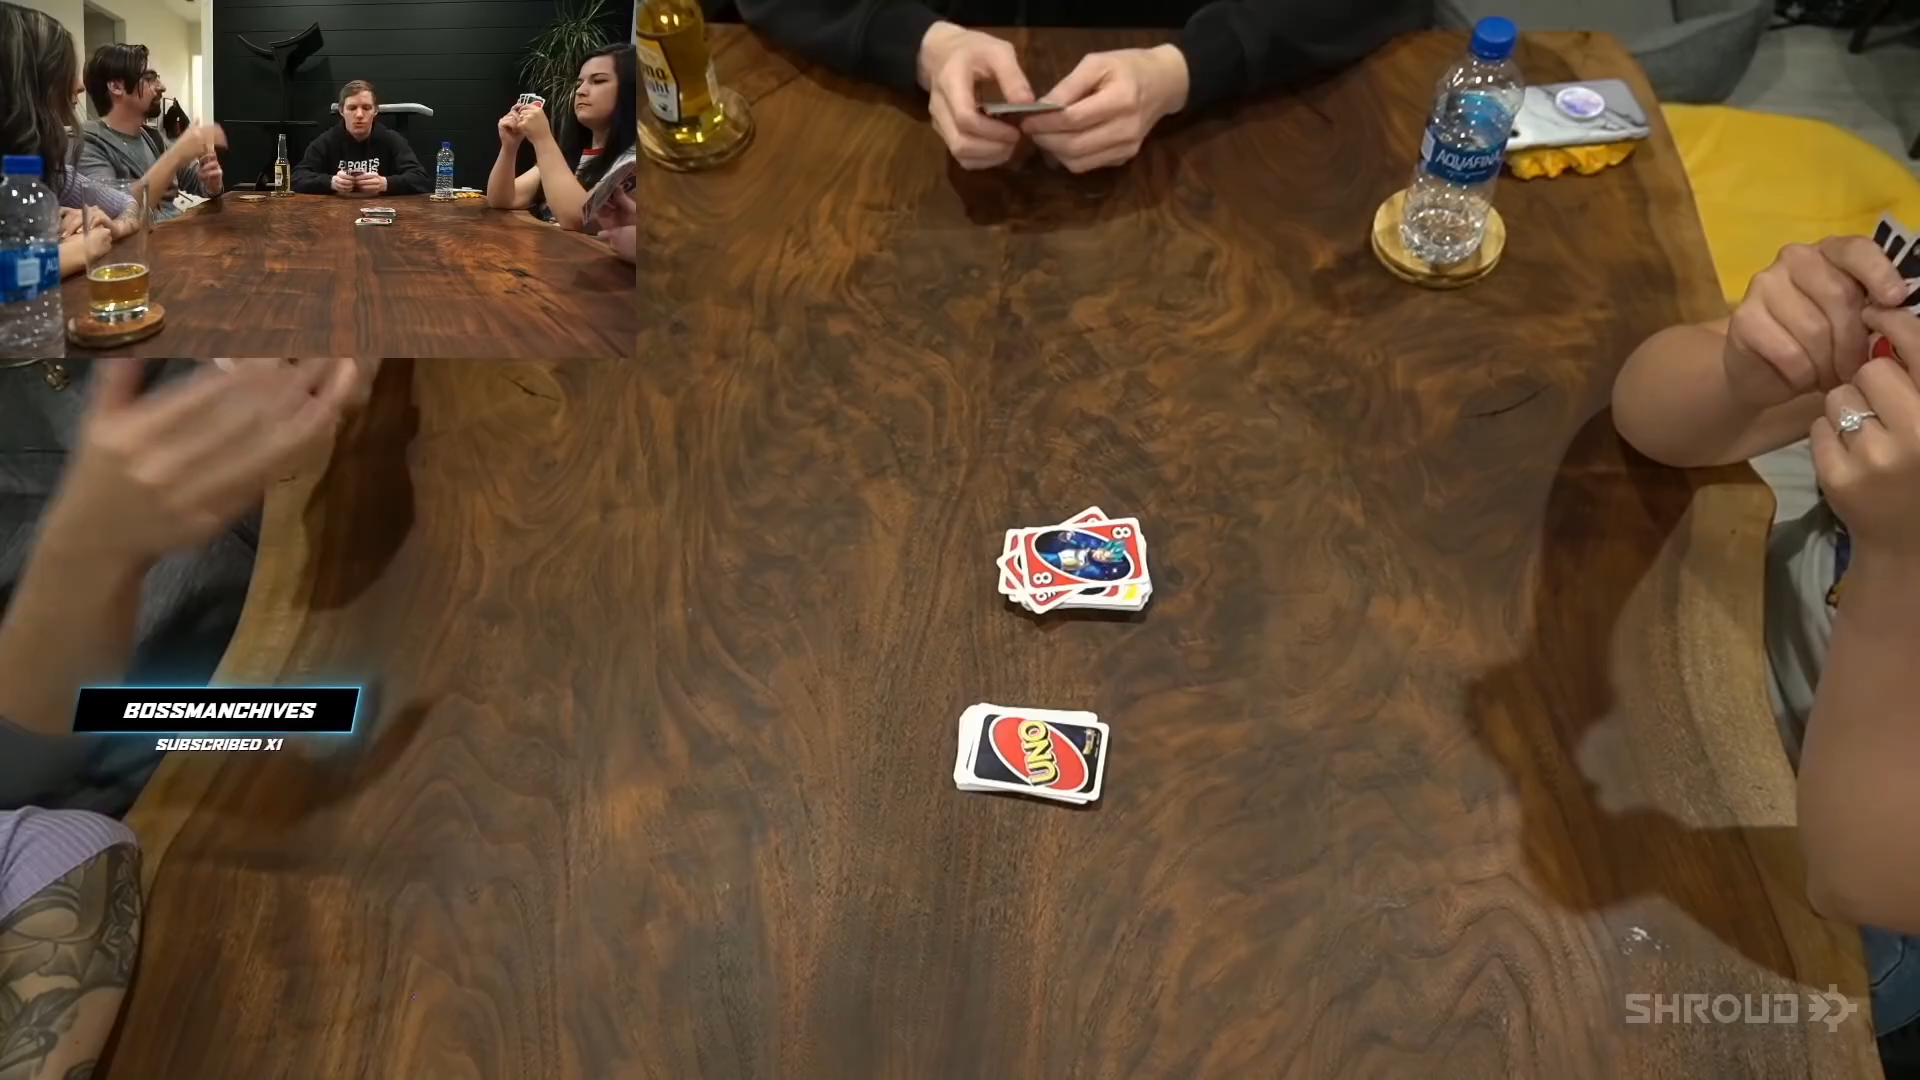 AQUAFINA
8
8
UNO
BOSSMANCHIVES
SUBSCRIBED X1
SHROUD